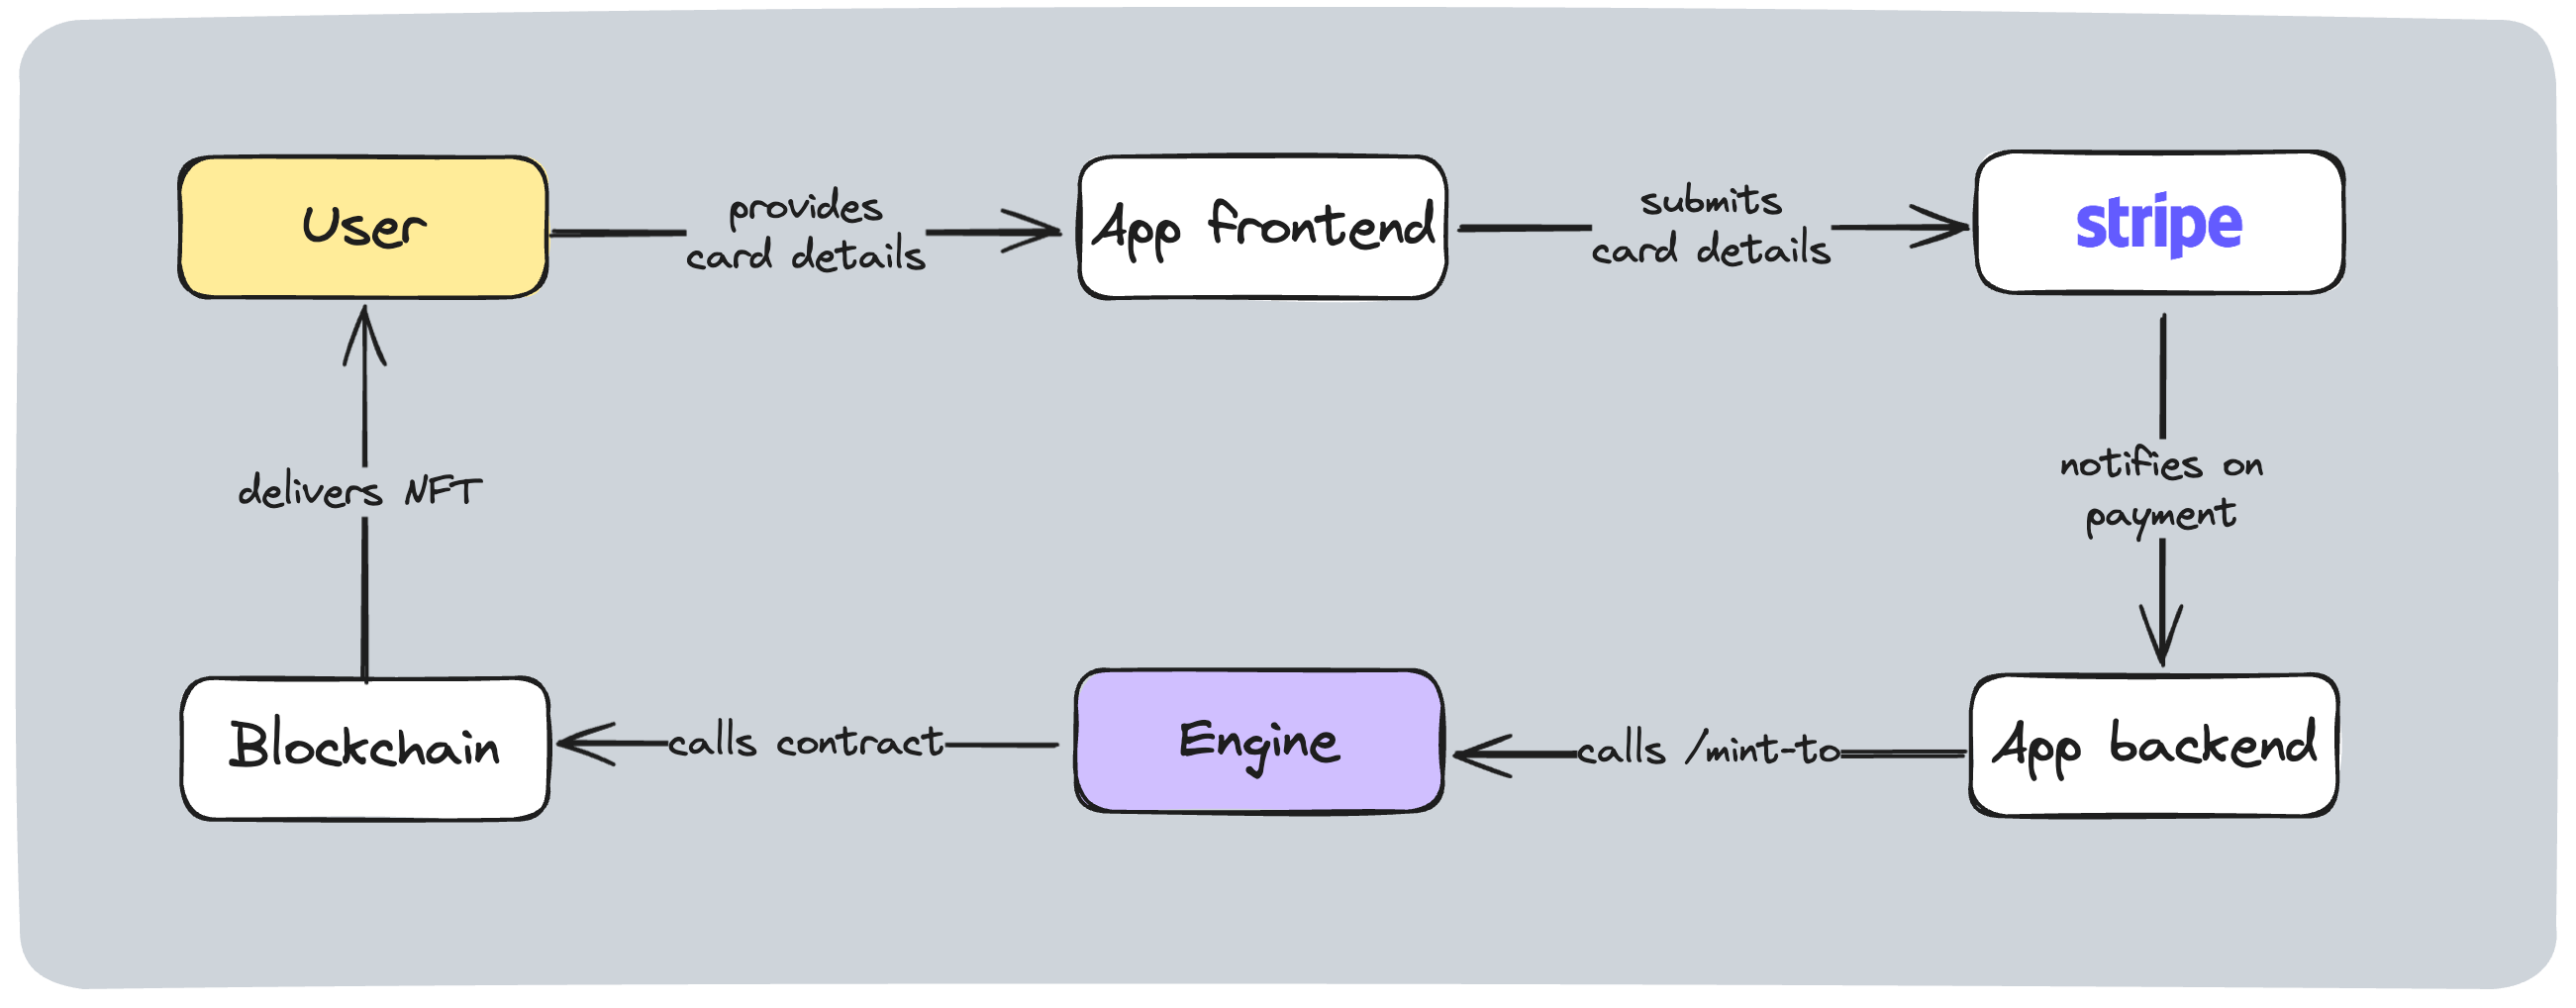 User
provides
card details
App frontend
submits
card details
stripe
notifies on
payment
App backend
calls /mint-to
Engine
calls contract
Blockchain
delivers NFT